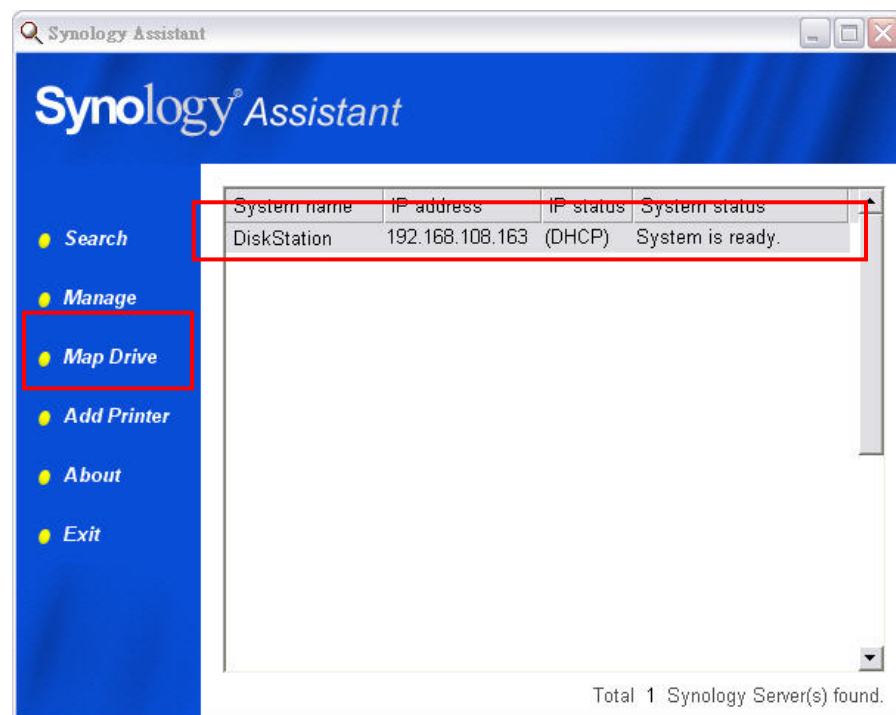 Synology Assistant
Synology® Assistant
System name IP address IP status System status
DiskStation 192.168.108.163 (DHCP) System is ready.
Search
Manage
Map Drive
Add Printer
About
Exit
Total 1 Synology Server(s) found.